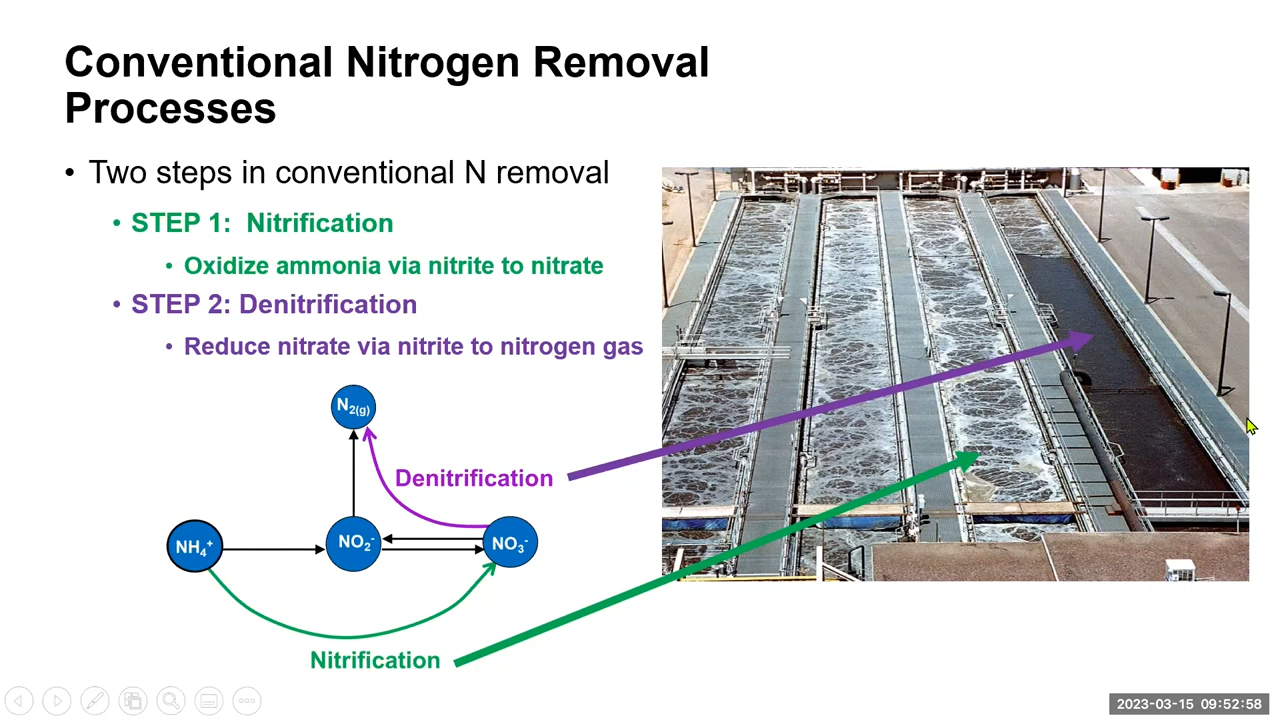 Conventional Nitrogen Removal
Processes
• Two steps in conventional N removal
• STEP 1: Nitrification
• Oxidize ammonia via nitrite to nitrate
• STEP 2: Denitrification
• Reduce nitrate via nitrite to nitrogen gas
N2(g)
Denitrification
NH4+
NO2-
NO3-
Nitrification
2023-03-15 09:52:58